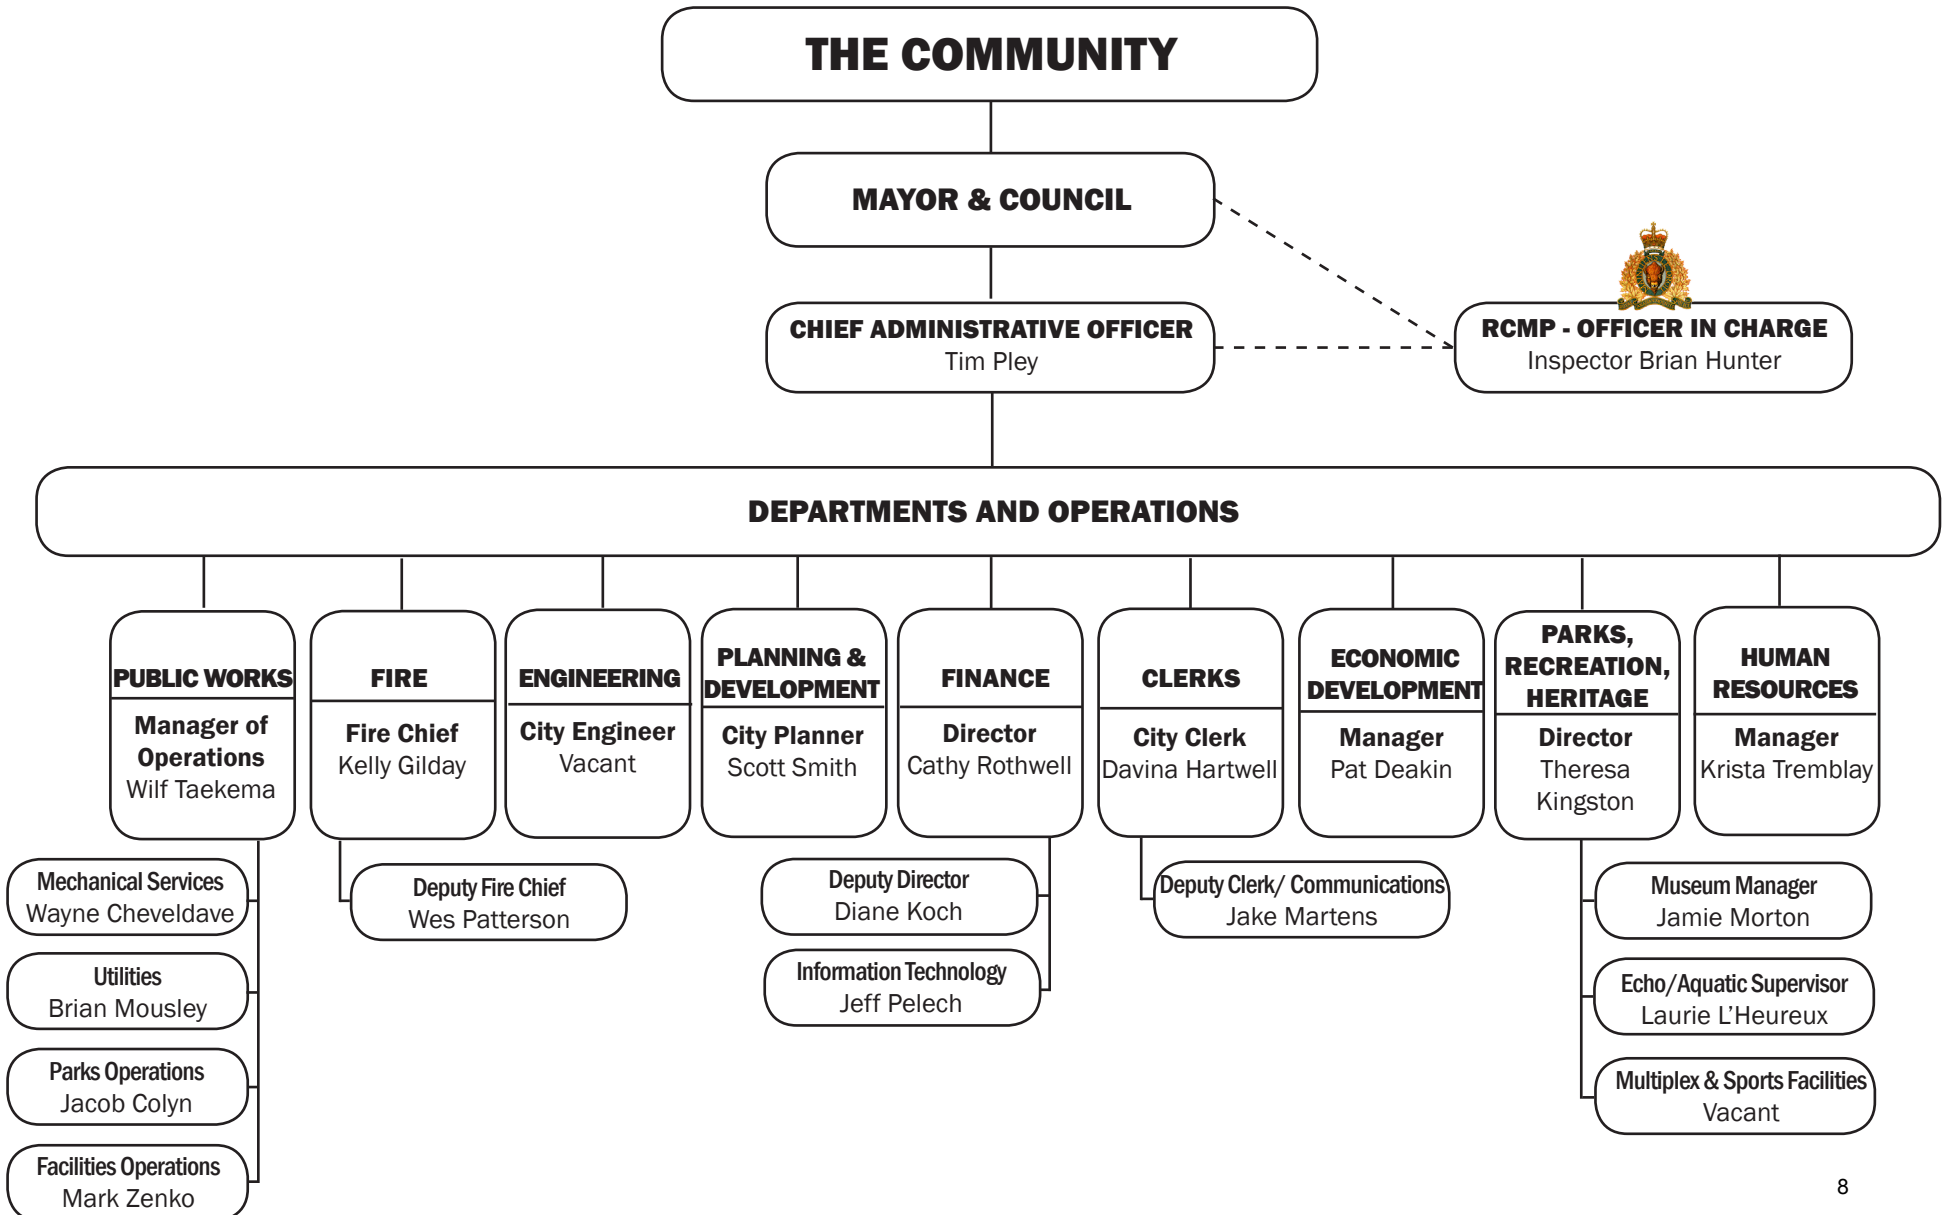 THE COMMUNITY
MAYOR & COUNCIL
CHIEF ADMINISTRATIVE OFFICER
Tim Pley
RCMP - OFFICER IN CHARGE
Inspector Brian Hunter
DEPARTMENTS AND OPERATIONS
PUBLIC WORKS
Manager of
Operations
Wilf Taekema
FIRE
Fire Chief
Kelly Gilday
ENGINEERING
City Engineer
Vacant
PLANNING &
DEVELOPMENT
City Planner
Scott Smith
FINANCE
Director
Cathy Rothwell
CLERKS
City Clerk
Davina Hartwell
ECONOMIC
DEVELOPMENT
Manager
Pat Deakin
PARKS,
RECREATION,
HERITAGE
Director
Theresa
Kingston
HUMAN
RESOURCES
Manager
Krista Tremblay
Mechanical Services
Wayne Cheveldave
Utilities
Brian Mousley
Parks Operations
Jacob Colyn
Facilities Operations
Mark Zenko
Deputy Fire Chief
Wes Patterson
Deputy Director
Diane Koch
Information Technology
Jeff Pelech
Deputy Clerk/ Communications
Jake Martens
Museum Manager
Jamie Morton
Echo/Aquatic Supervisor
Laurie L’Heureux
Multiplex & Sports Facilities
Vacant
8